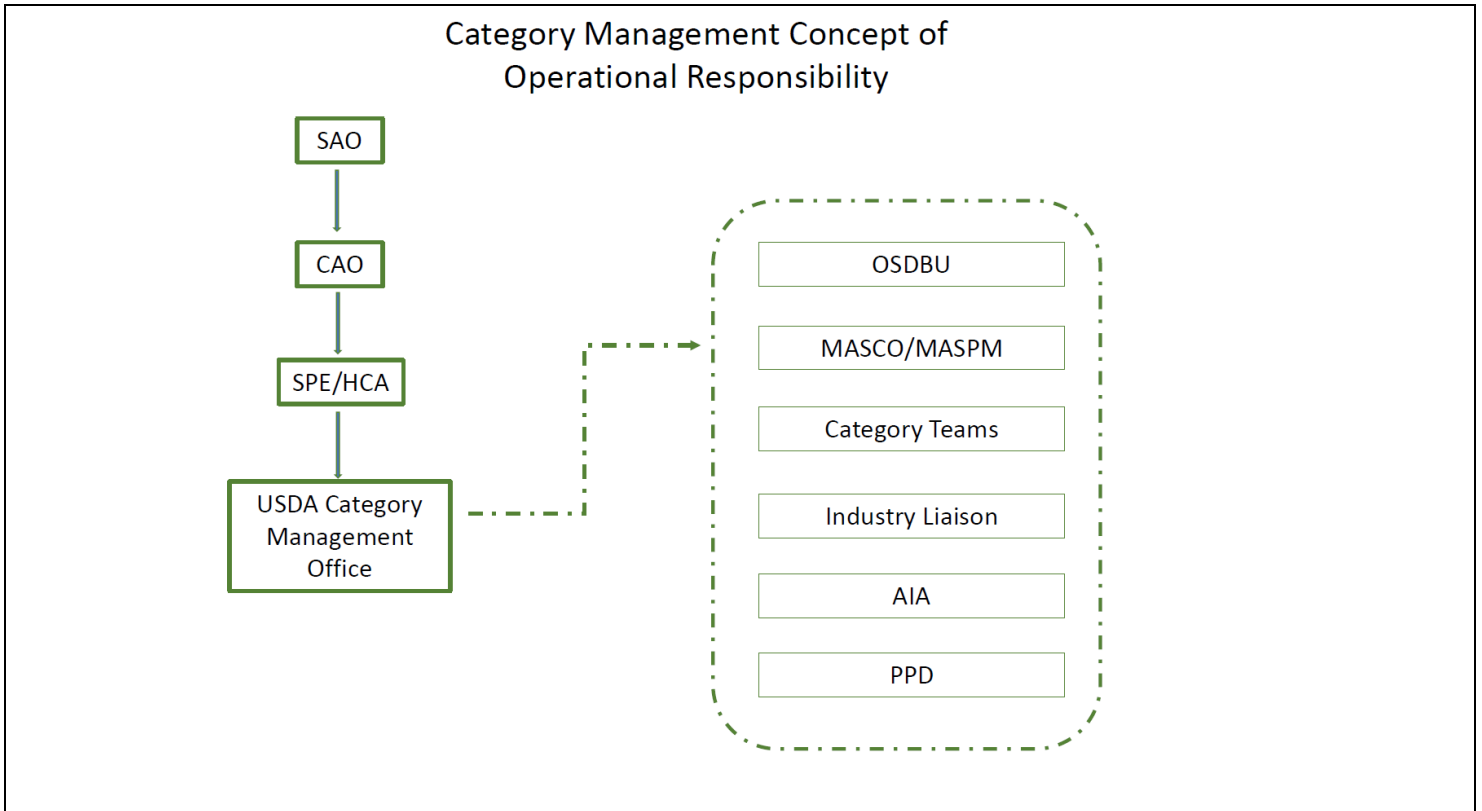 Category Management Concept of
Operational Responsibility
SAO
CAO
SPE/HCA
USDA Category
Management
Office
OSDBU
MASCO/MASPM
Category Teams
Industry Liaison
AIA
PPD